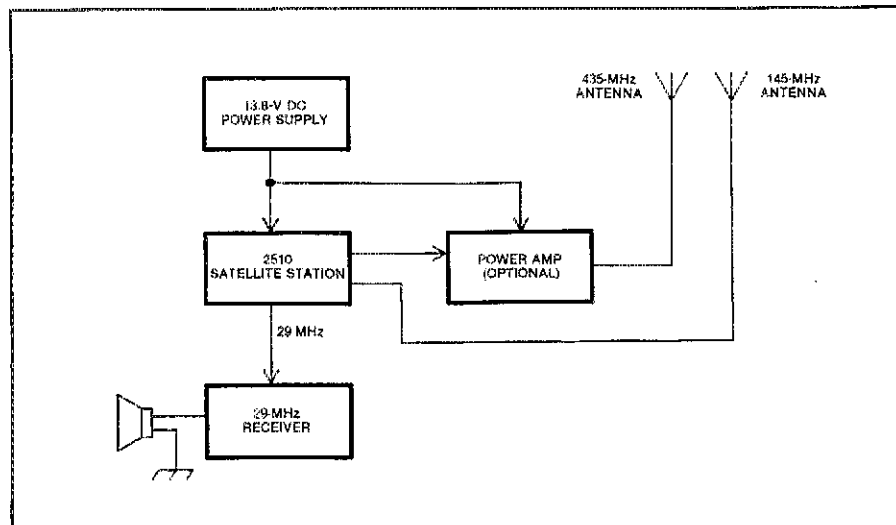 435-MHz
ANTENNA
145-MHz
ANTENNA
13.8-V DC
POWER SUPPLY
2510
SATELLITE STATION
POWER AMP
(OPTIONAL)
29 MHz
29-MHz
RECEIVER